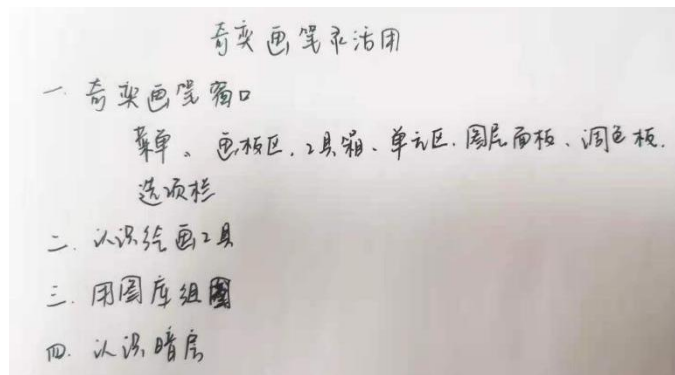 奇奕画笔灵活用
一. 奇奕画笔窗口
菜单、画板区、工具箱、单元区、图层面板、调色板、
选项栏
二. 认识绘画工具
三. 用图库组图
四. 认识暗房